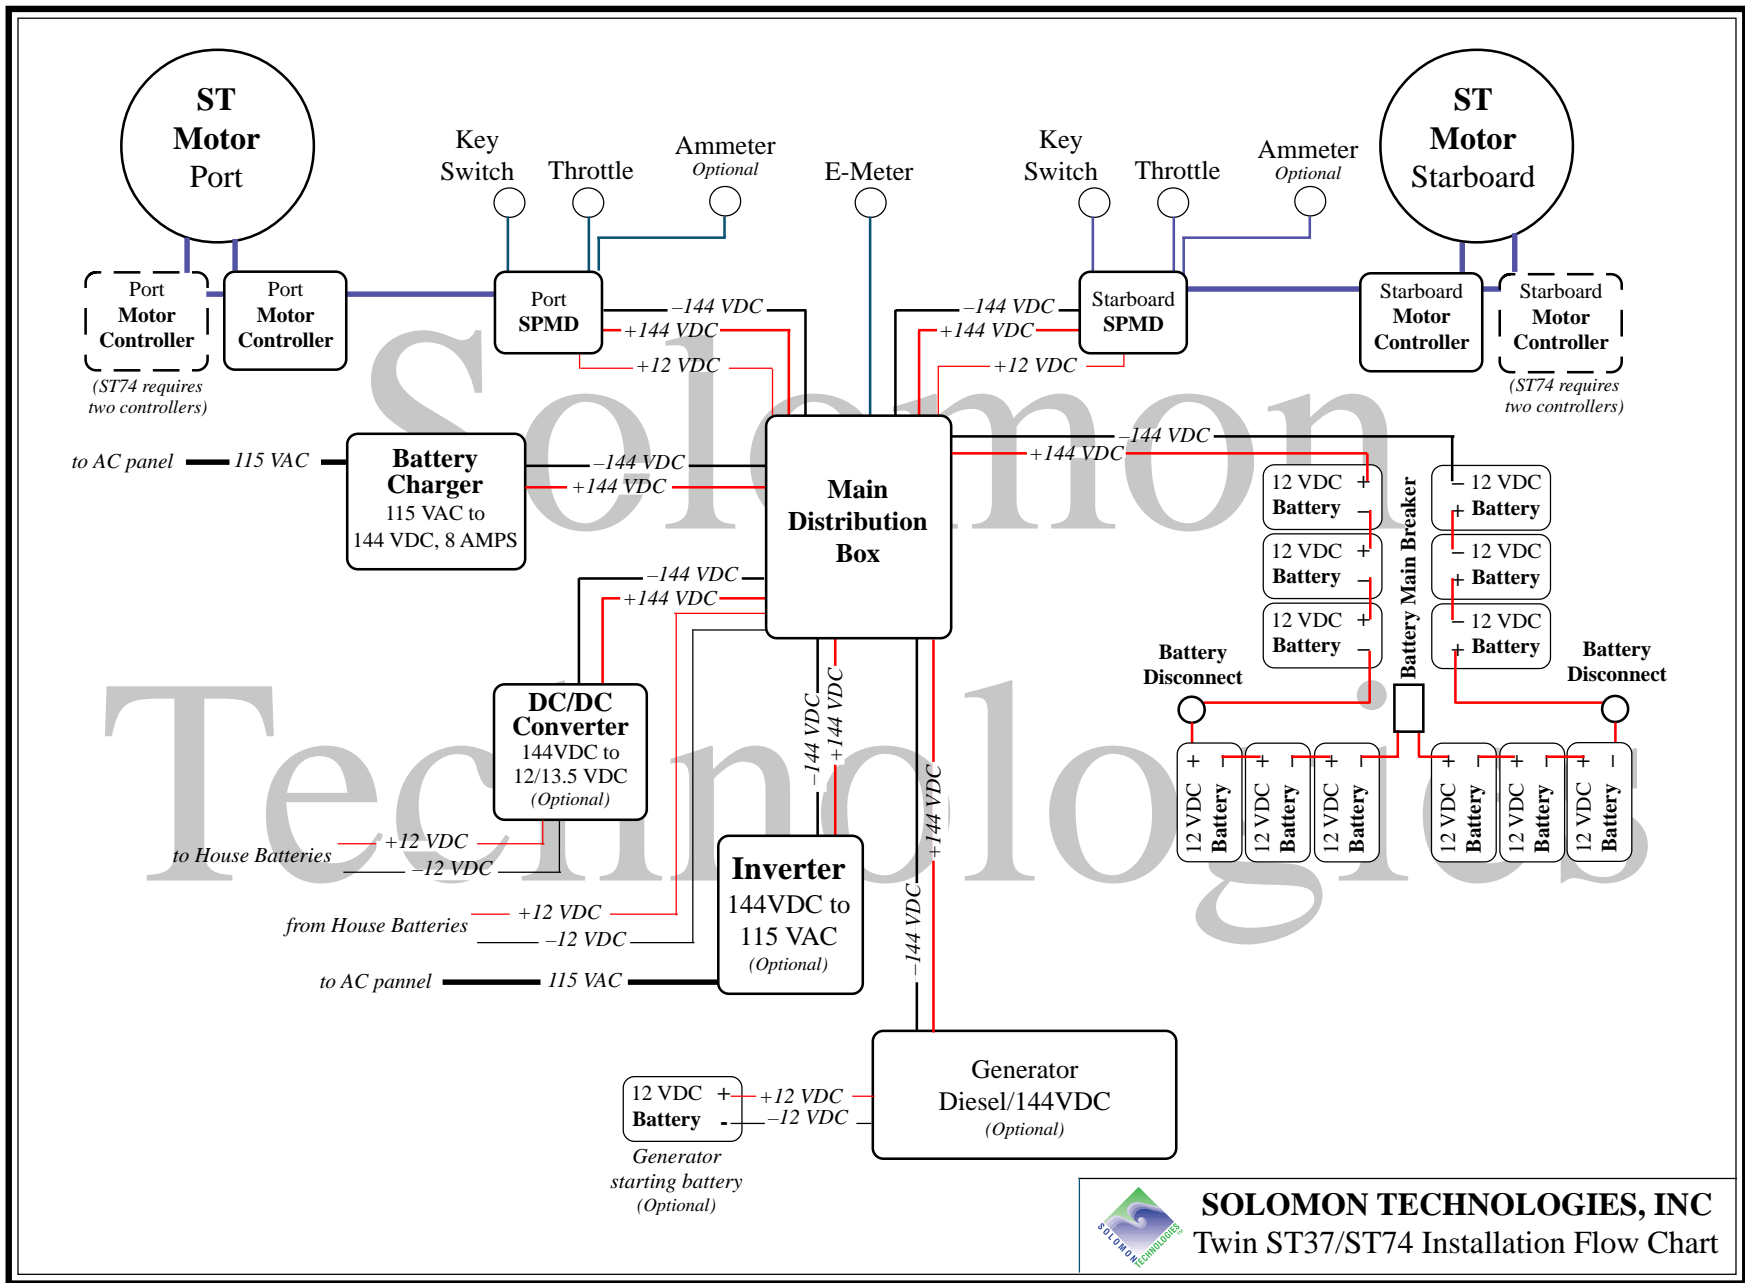 ST
Motor
Port
Key
Switch
Throttle
Ammeter
Optional
E-Meter
Key
Switch
Throttle
Ammeter
Optional
ST
Motor
Starboard
Port
Motor
Controller
(ST74 requires
two controllers)
Port
Motor
Controller
Port
SPMD
–144 VDC
+144 VDC
+12 VDC
–144 VDC
+144 VDC
+12 VDC
Starboard
SPMD
Starboard
Motor
Controller
Starboard
Motor
Controller
(ST74 requires
two controllers)
Solomon
Technologies
to AC panel
115 VAC
Battery
Charger
115 VAC to
144 VDC, 8 AMPS
–144 VDC
+144 VDC
Main
Distribution
Box
–144 VDC
+144 VDC
12 VDC +
Battery –
12 VDC +
Battery –
12 VDC +
Battery –
Battery Main Breaker
– 12 VDC
+ Battery
– 12 VDC
+ Battery
– 12 VDC
+ Battery
Battery
Disconnect
Battery
Disconnect
12 VDC +
Battery –
12 VDC +
Battery –
12 VDC +
Battery –
12 VDC +
Battery –
12 VDC +
Battery –
12 VDC +
Battery –
–144 VDC
+144 VDC
DC/DC
Converter
144VDC to
12/13.5 VDC
(Optional)
to House Batteries
+12 VDC
–12 VDC
from House Batteries
+12 VDC
–12 VDC
–144 VDC
+144 VDC
Inverter
144VDC to
115 VAC
(Optional)
to AC pannel
115 VAC
–144 VDC
+144 VDC
Generator
Diesel/144VDC
(Optional)
12 VDC +
Battery -
+12 VDC
–12 VDC
Generator
starting battery
(Optional)
SOLOMON TECHNOLOGIES TM
SOLOMON TECHNOLOGIES, INC
Twin ST37/ST74 Installation Flow Chart